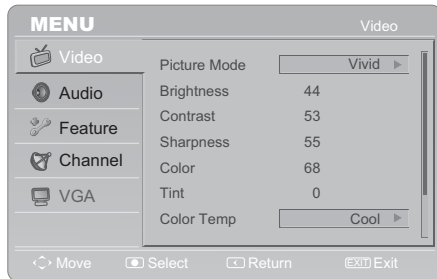 MENU Video
Video
Audio
Feature
Channel
VGA
Picture Mode Vivid
Brightness 44
Contrast 53
Sharpness 55
Color 68
Tint 0
Color Temp Cool
Move Select Return EXIT Exit